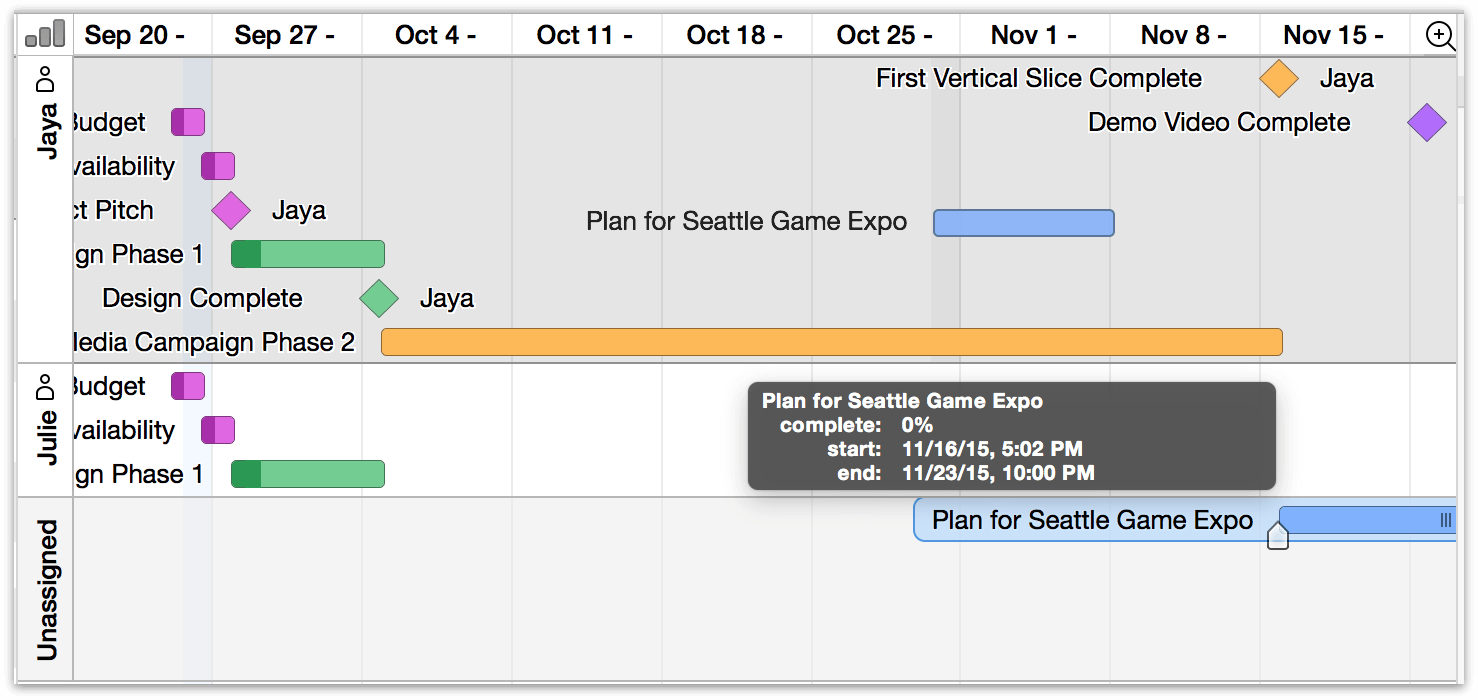 Sep 20 - Sep 27 - Oct 4 - Oct 11 - Oct 18 - Oct 25 - Nov 1 - Nov 8 - Nov 15 -
Jaya
First Vertical Slice Complete Jaya
Budget Demo Video Complete
vailability
ct Pitch Jaya
Plan for Seattle Game Expo
gn Phase 1
Design Complete Jaya
Media Campaign Phase 2
Julie
Budget
vailability
gn Phase 1
Plan for Seattle Game Expo
complete: 0%
start: 11/16/15, 5:02 PM
end: 11/23/15, 10:00 PM
Unassigned
Plan for Seattle Game Expo